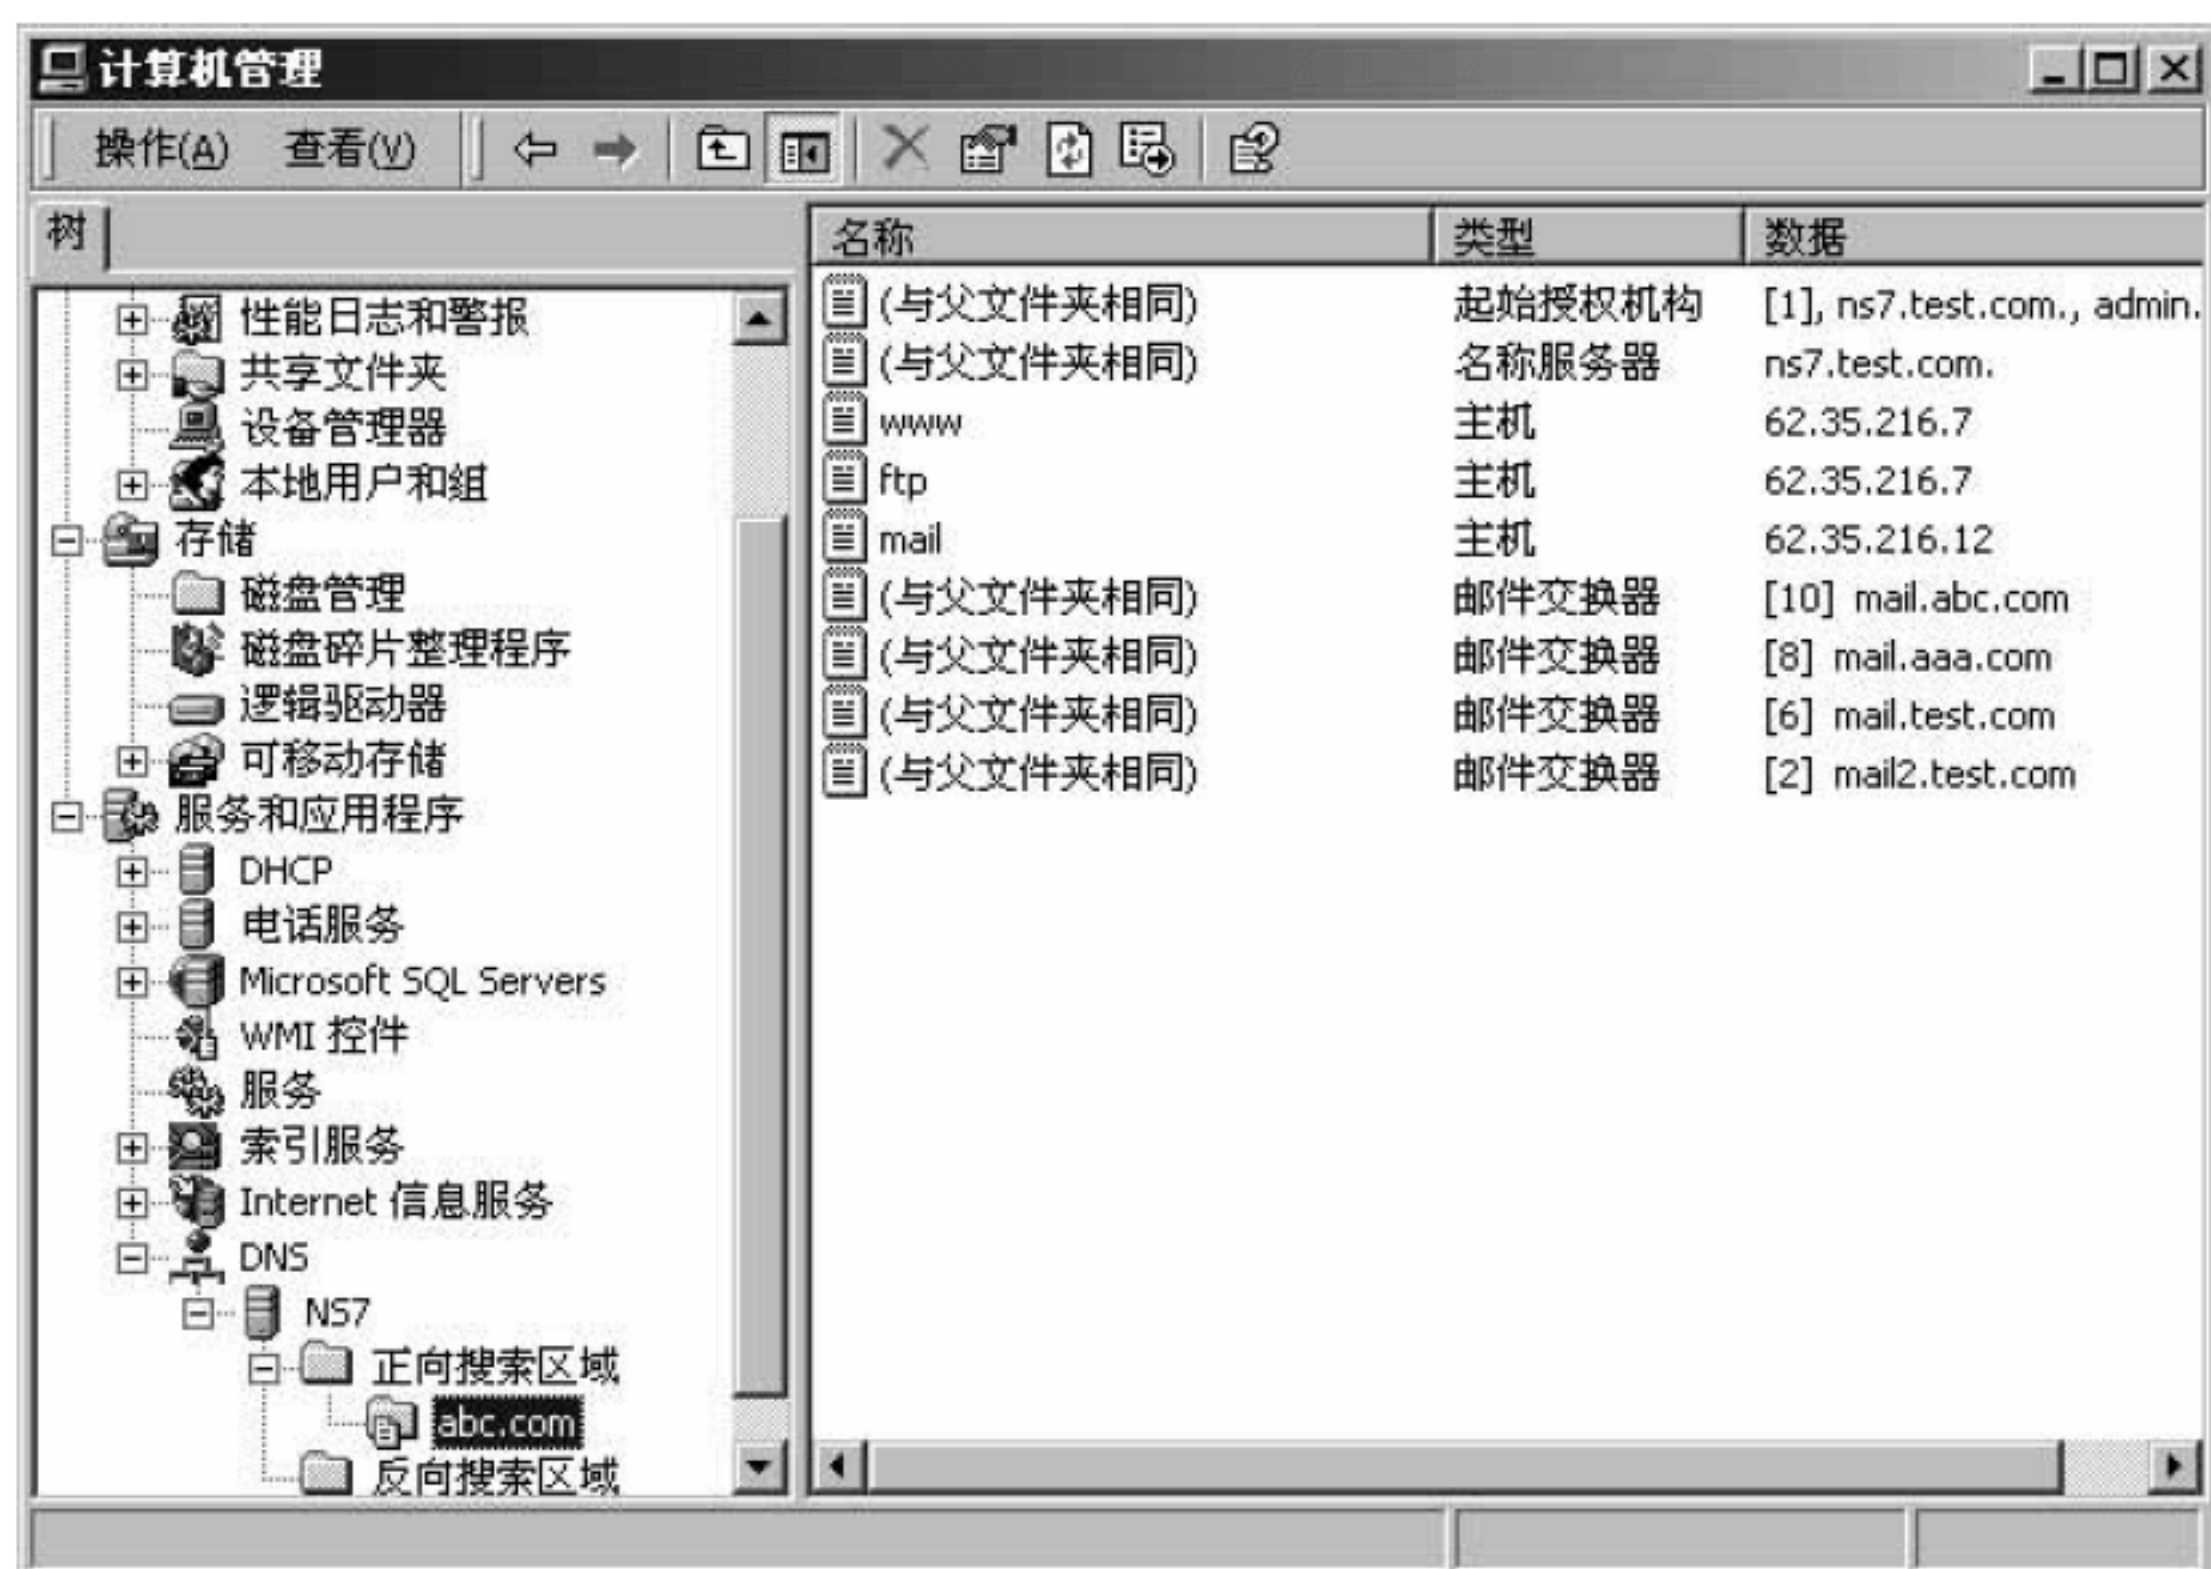 计算机管理
操作(A) 查看(V)
树
性能日志和警报
共享文件夹
设备管理器
本地用户和组
存储
磁盘管理
磁盘碎片整理程序
逻辑驱动器
可移动存储
服务和应用程序
DHCP
电话服务
Microsoft SQL Servers
WMI 控件
服务
索引服务
Internet 信息服务
DNS
NS7
正向搜索区域
abc.com
反向搜索区域
名称 类型 数据
(与父文件夹相同) 起始授权机构 [1], ns7.test.com., admin.
(与父文件夹相同) 名称服务器 ns7.test.com.
www 主机 62.35.216.7
ftp 主机 62.35.216.7
mail 主机 62.35.216.12
(与父文件夹相同) 邮件交换器 [10] mail.abc.com
(与父文件夹相同) 邮件交换器 [8] mail.aaa.com
(与父文件夹相同) 邮件交换器 [6] mail.test.com
(与父文件夹相同) 邮件交换器 [2] mail2.test.com